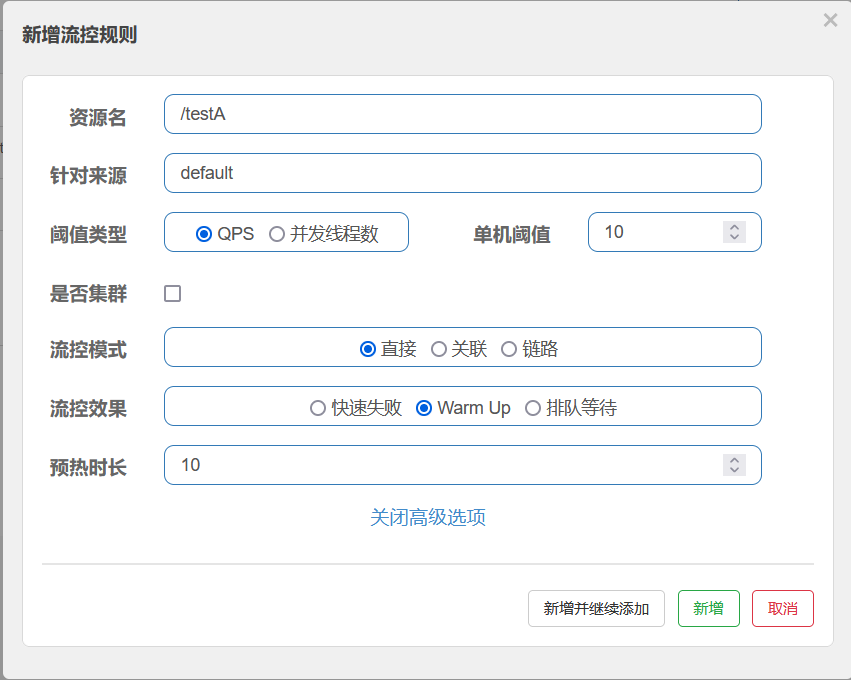 新增流控规则
×
资源名 /testA
针对来源 default
阈值类型 QPS 并发线程数 单机阈值 10
是否集群
流控模式 直接 关联 链路
流控效果 快速失败 Warm Up 排队等待
预热时长 10
关闭高级选项
新增并继续添加 新增 取消